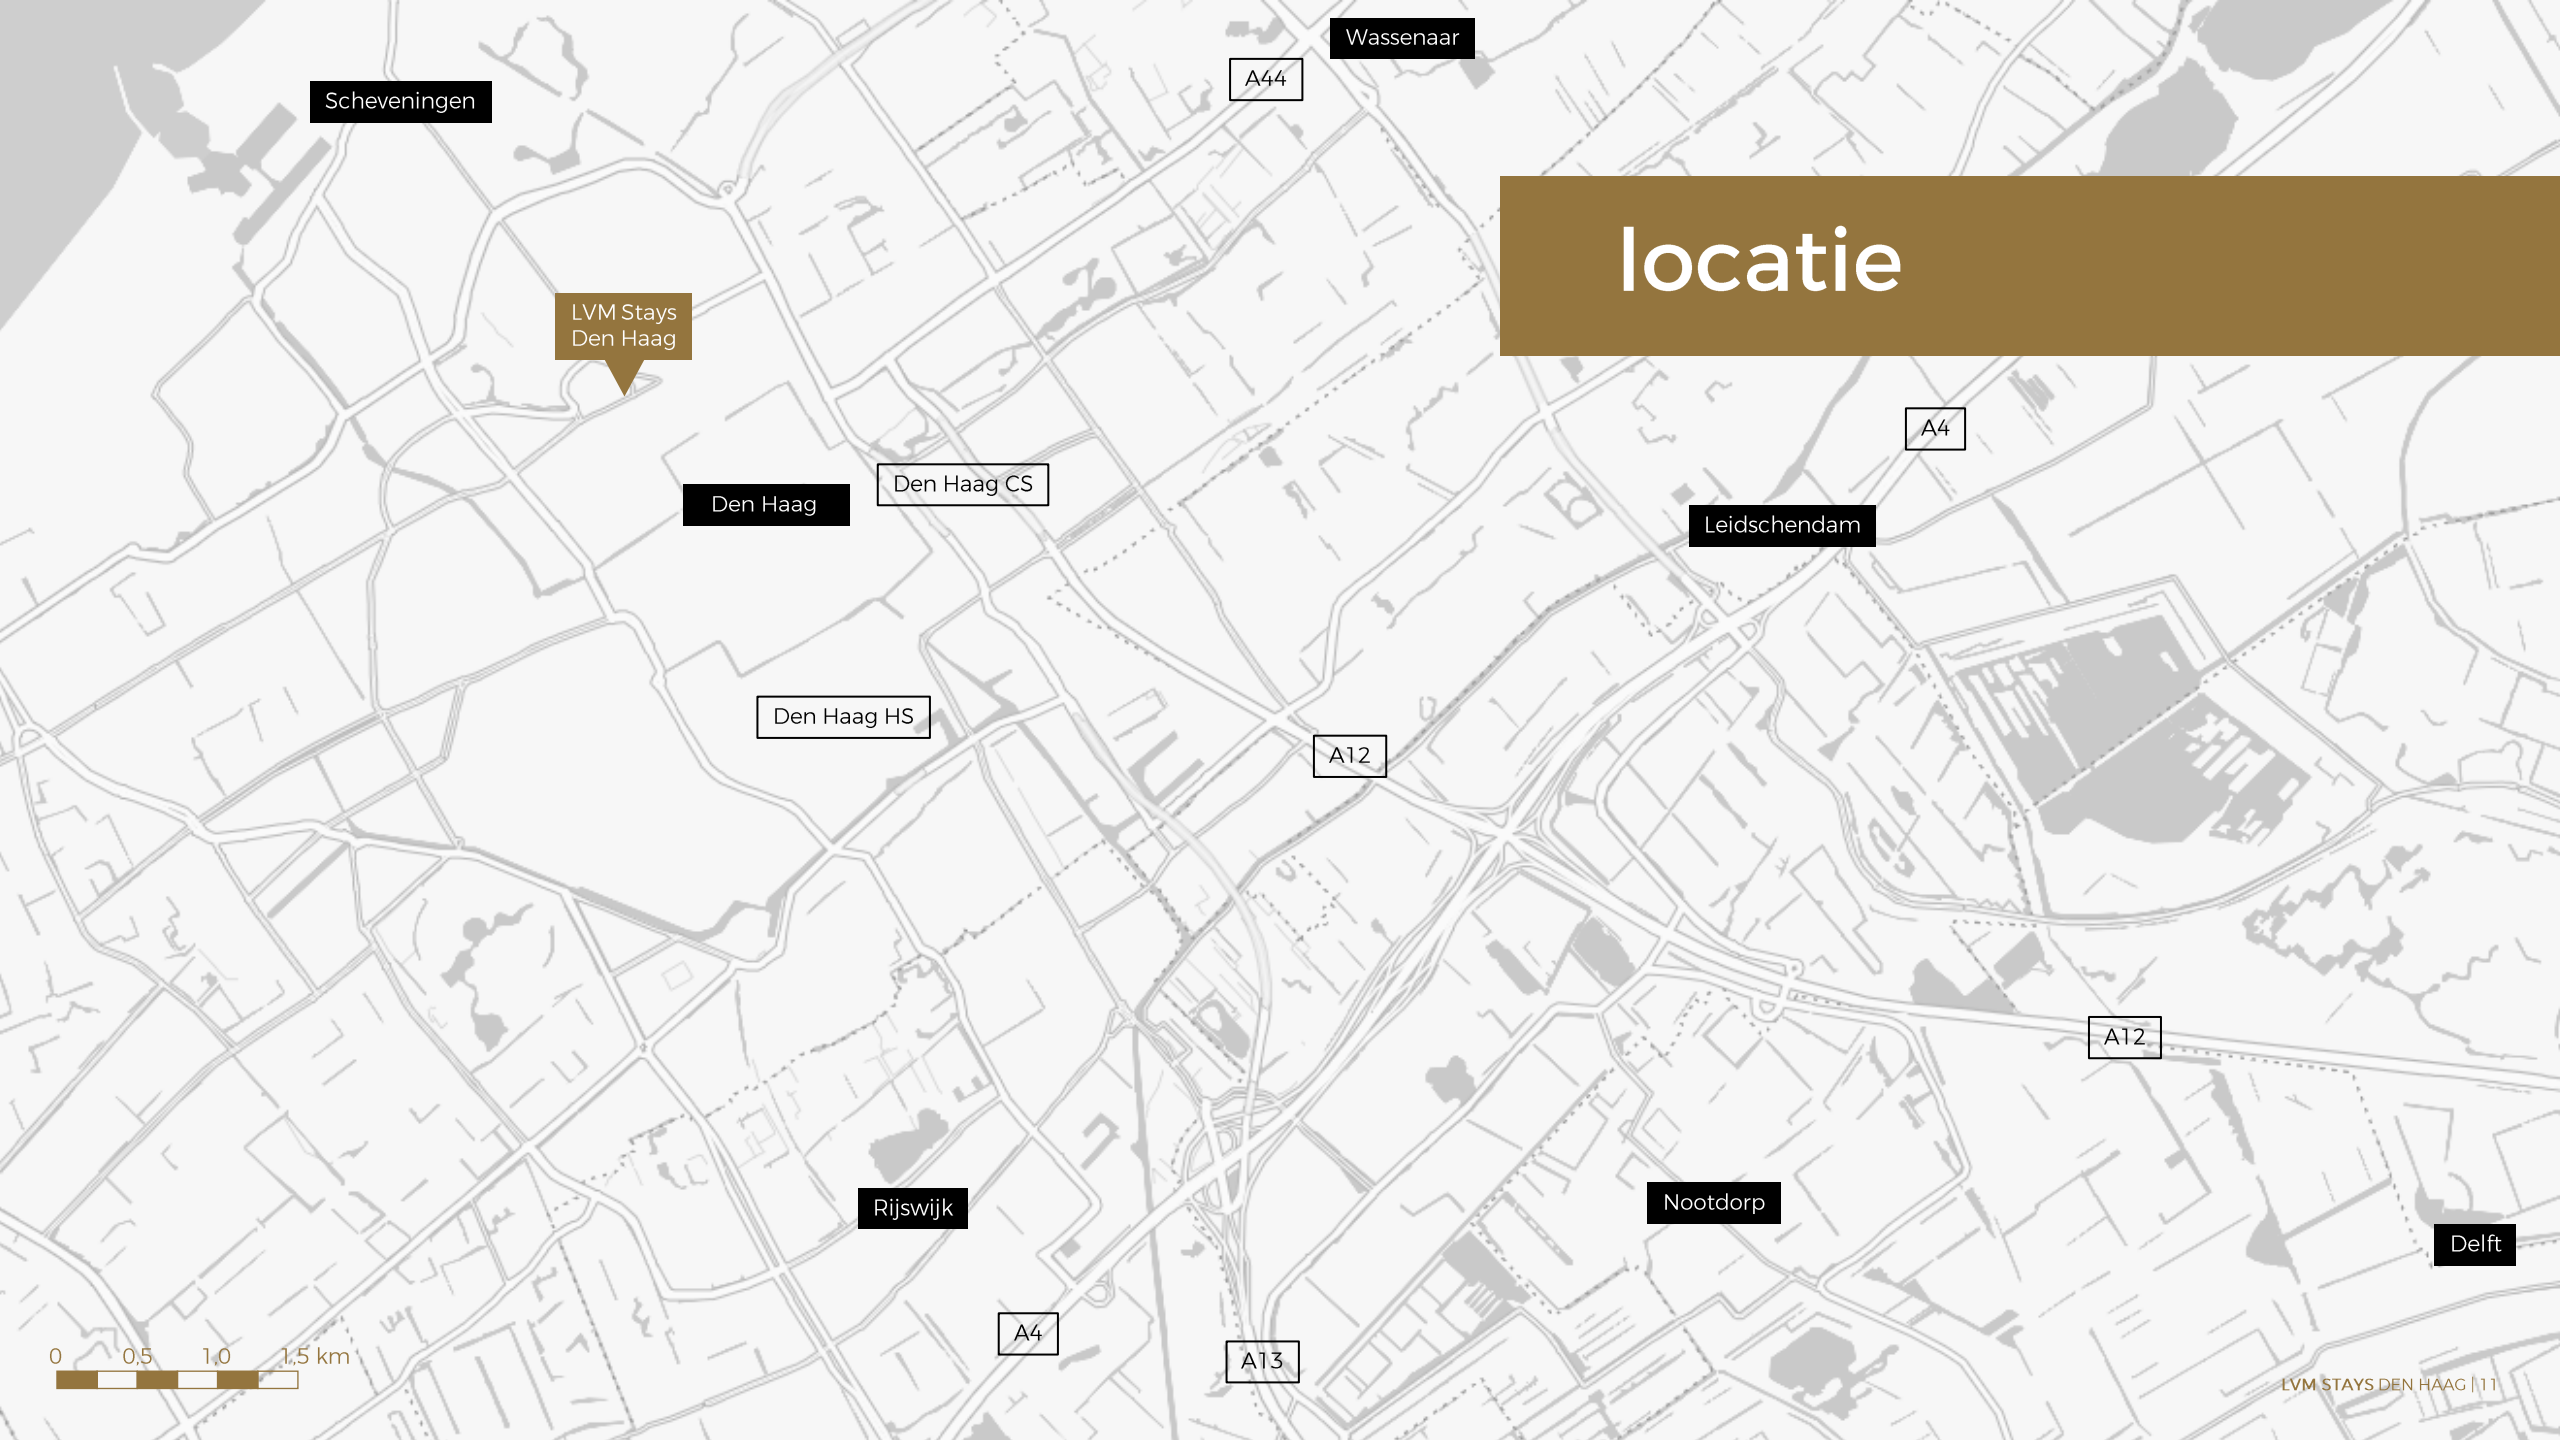 Wassenaar
A44
Scheveningen
locatie
LVM Stays
Den Haag
A4
Den Haag CS
Den Haag
Leidschendam
Den Haag HS
A12
A12
Rijswijk
Nootdorp
Delft
A4
A13
0 0,5 1,0 1,5 km
LVM STAYS DEN HAAG | 11